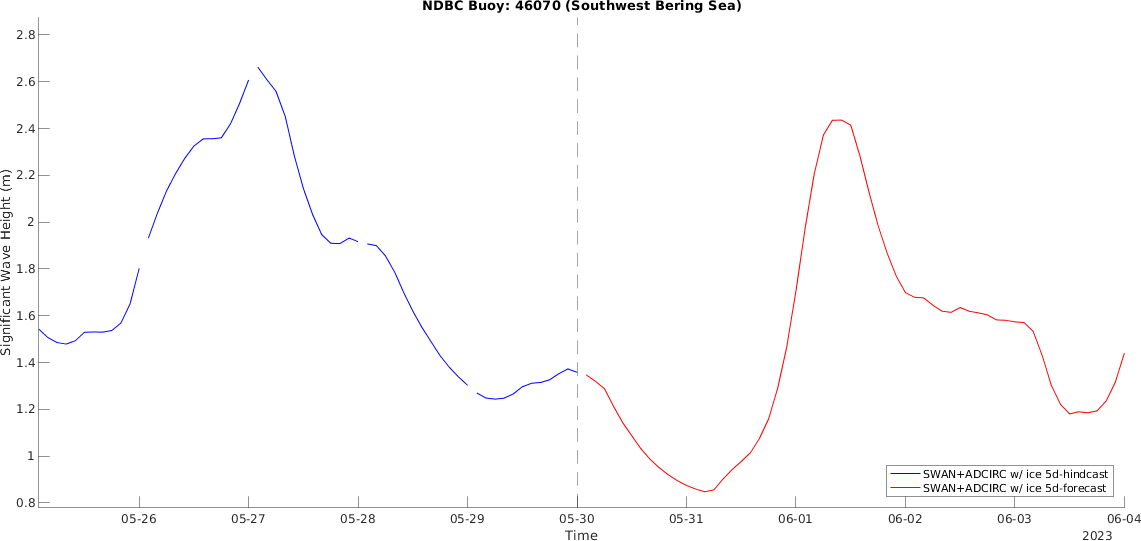 NDBC Buoy: 46070 (Southwest Bering Sea)
Significant Wave Height (m)
2.8
2.6
2.4
2.2
2
1.8
1.6
1.4
1.2
1
0.8
05-26 05-27 05-28 05-29 05-30 05-31 06-01 06-02 06-03 06-04
Time
2023
SWAN+ADCIRC w/ ice 5d-hindcast
SWAN+ADCIRC w/ ice 5d-forecast